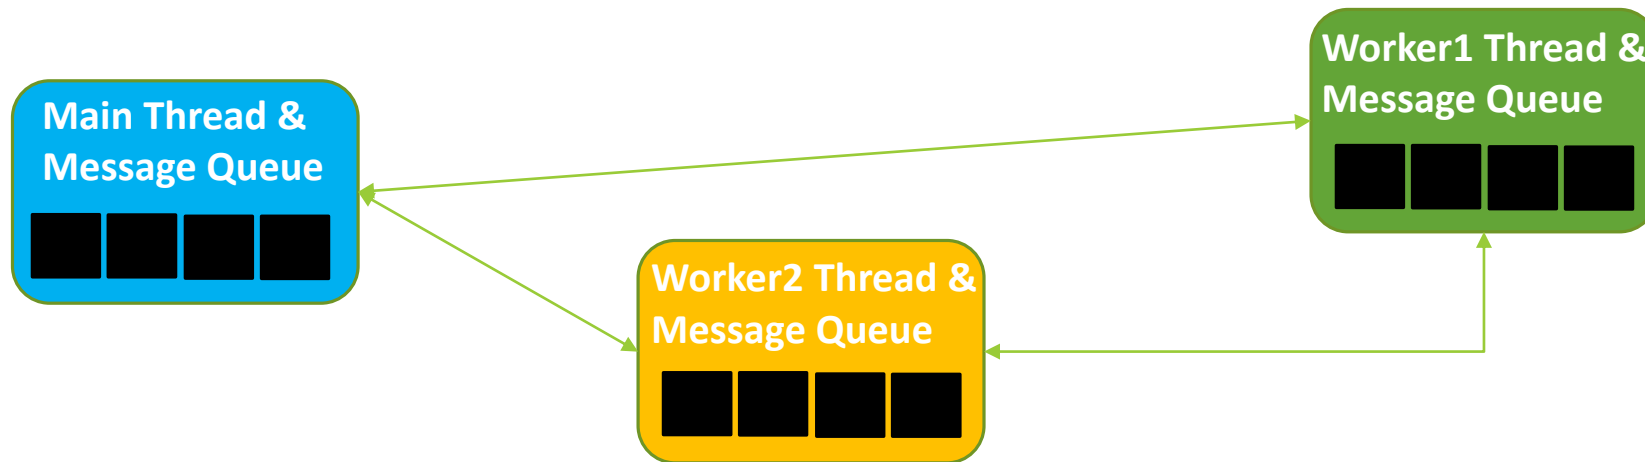 Main Thread &
Message Queue
Worker1 Thread &
Message Queue
Worker2 Thread &
Message Queue